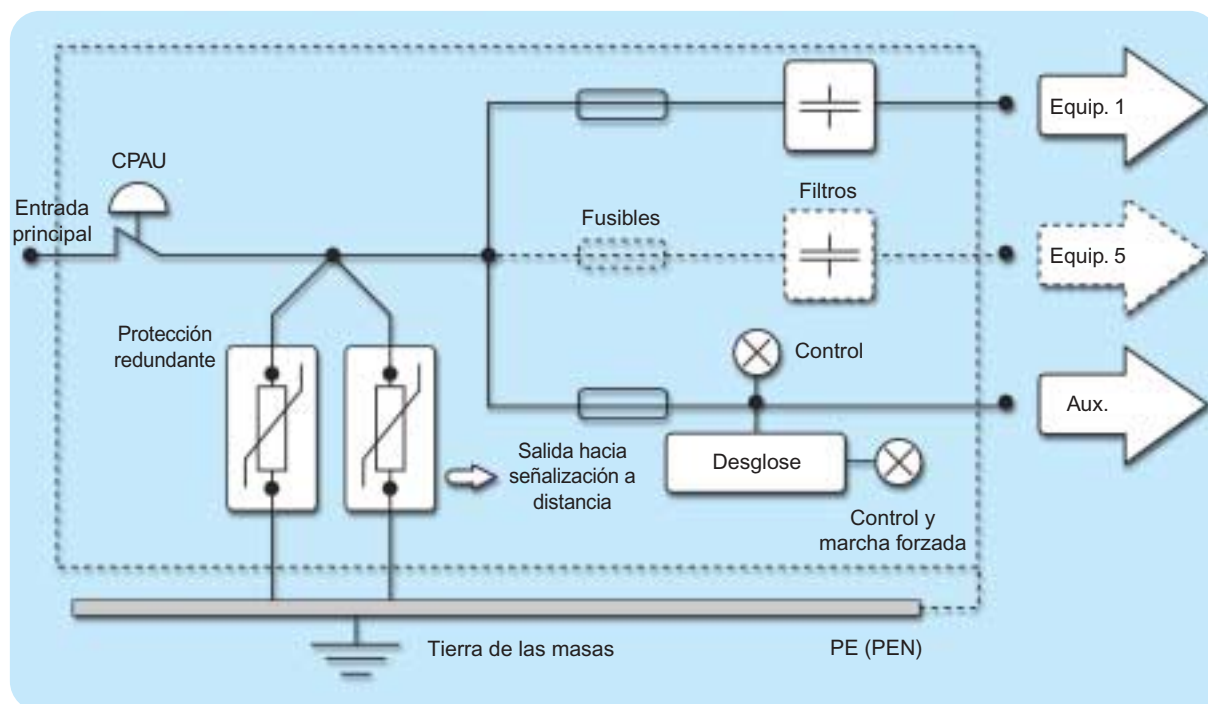 Equip. 1
CPAU
Entrada
principal
Filtros
Fusibles
Equip. 5
Protección
redundante
Control
Aux.
Salida hacia
señalización a
distancia
Desglose
Control y
marcha forzada
Tierra de las masas
PE (PEN)